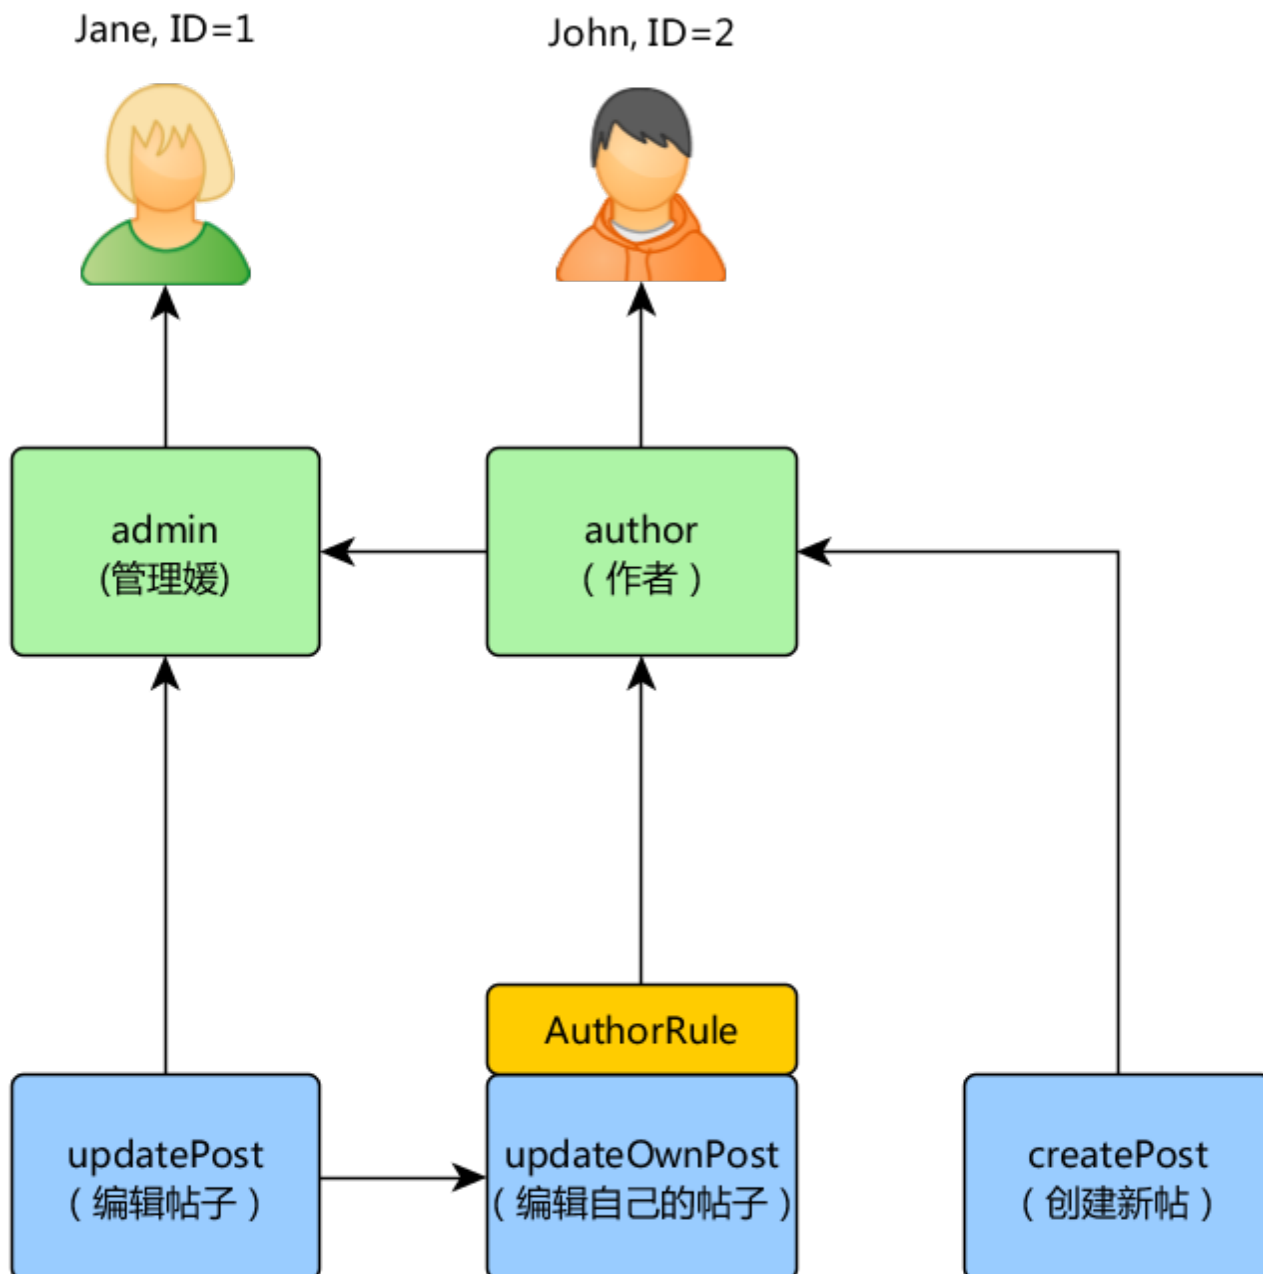 Jane, ID=1
John, ID=2
admin
(管理媛)
author
（作者）
AuthorRule
updatePost
（编辑帖子）
updateOwnPost
（编辑自己的帖子）
createPost
（创建新帖）